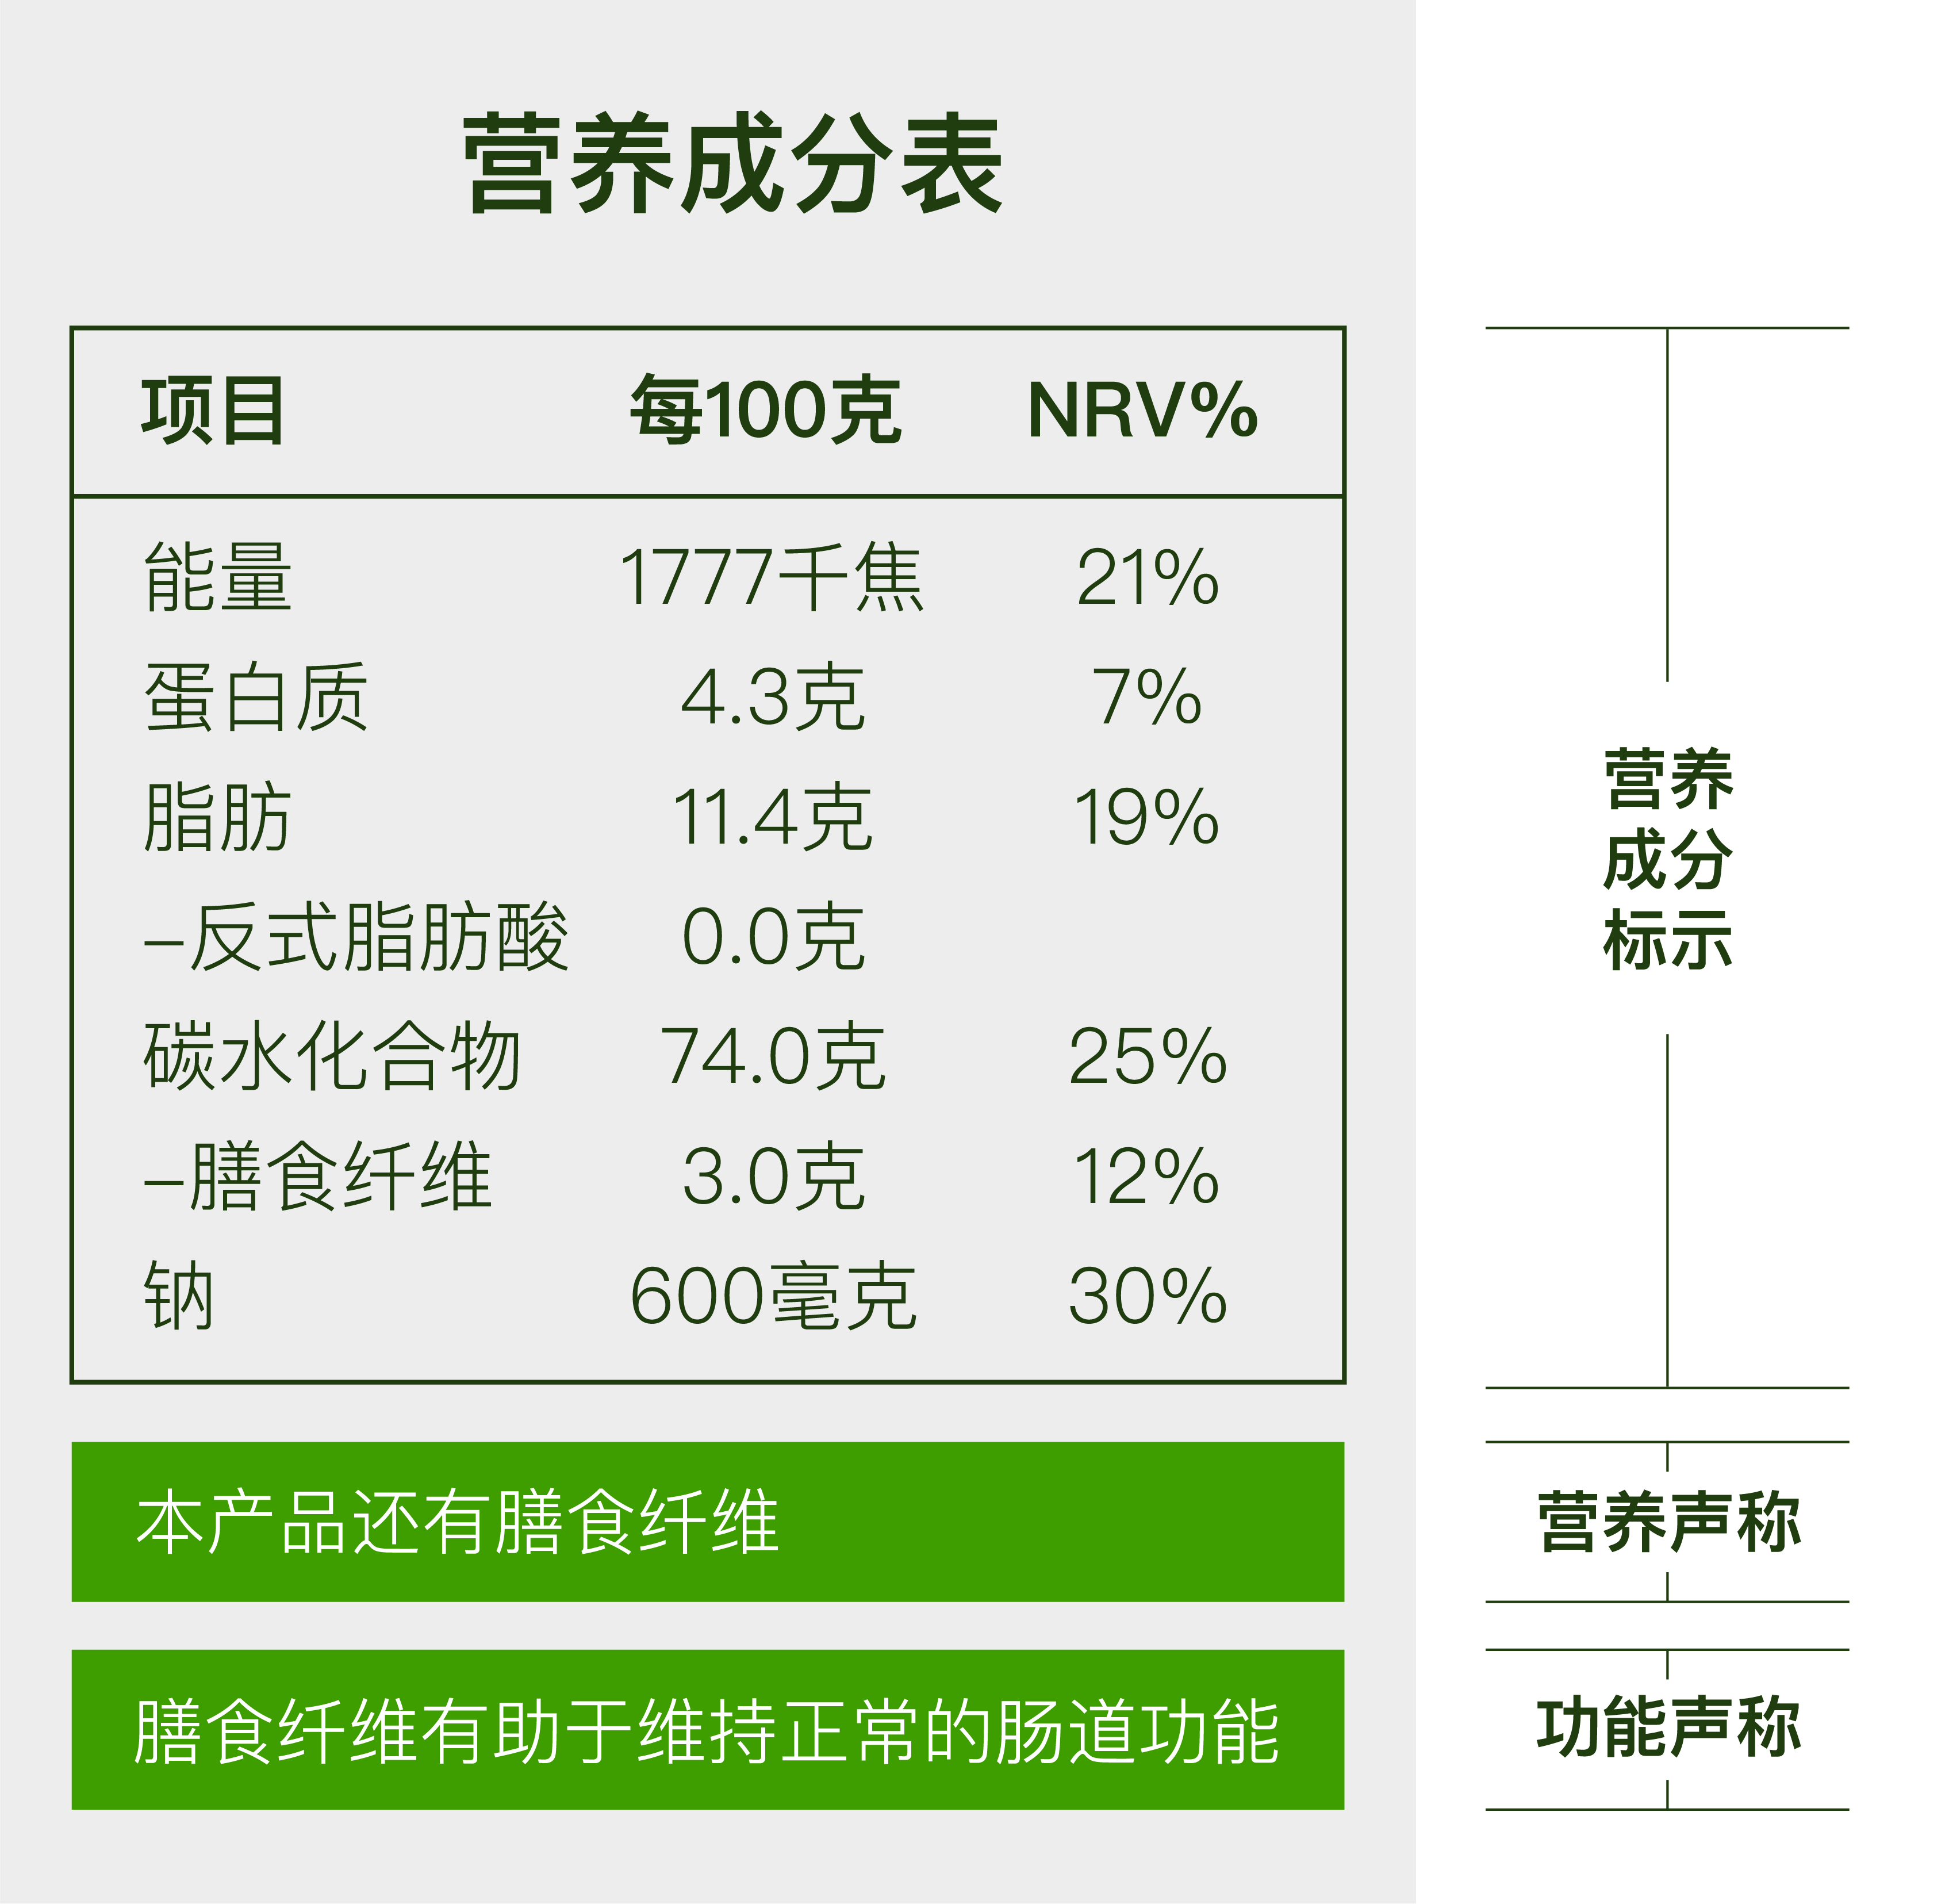 营养成分表
项目 每100克 NRV%
能量 1777千焦 21%
蛋白质 4.3克 7%
脂肪 11.4克 19%
–反式脂肪酸 0.0克
碳水化合物 74.0克 25%
–膳食纤维 3.0克 12%
钠 600毫克 30%
营养
成分
标示
本产品还有膳食纤维
营养声称
膳食纤维有助于维持正常的肠道功能
功能声称